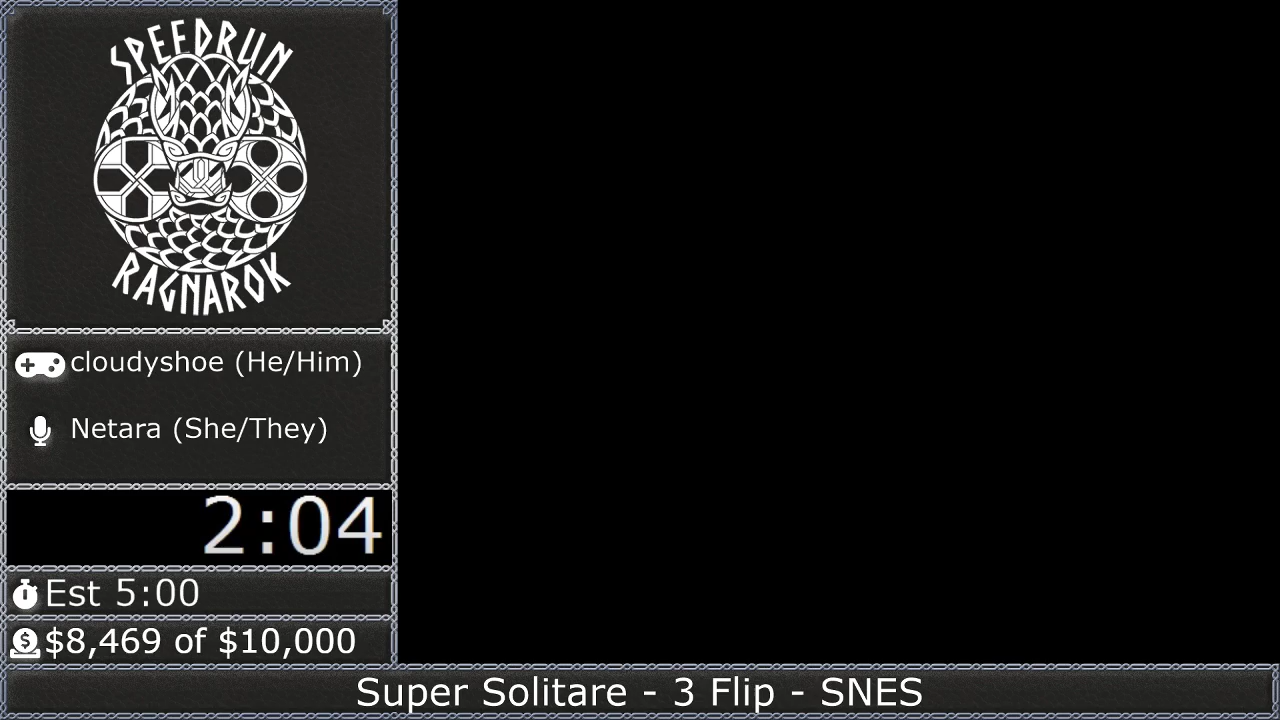 SPEEDRUN
RAGNAROK
cloudyshoe (He/Him)
Netara (She/They)
2:04
Est 5:00
$8,469 of $10,000
Super Solitare - 3 Flip - SNES